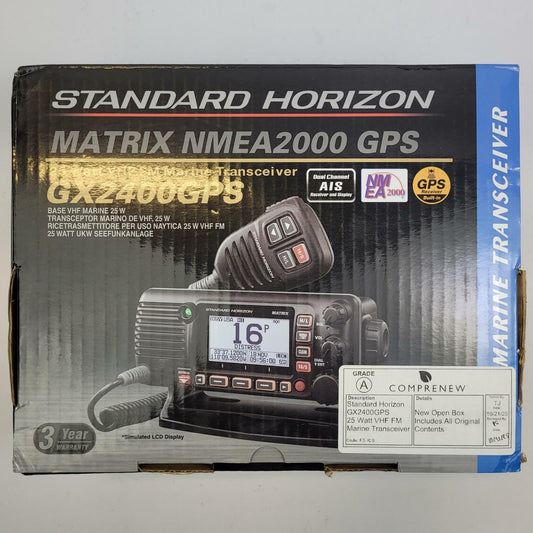 STANDARD HORIZON
MATRIX NMEA2000 GPS
Marine Transceiver
GX2400GPS
BASE VHF MARINE 25 W
TRANSCEPTOR MARINO DE VHF, 25 W
RICETRASMETTITORE PER USO NAYTICA 25 W VHF FM
25 WATT UKW SEEFUNKANLAGE
Dual Channel
AIS
Receiver and Display
NMEA 2000
GPS
Receiver
Built-in
MARINE TRANSCEIVER
STANDARD HORIZON
MATRIX
USA
16P
DISTRESS
H/L
16/S
*Simulated LCD Display
3 Year
WARRANTY
GRADE
A
COMPRENEW
Description
Standard Horizon
GX2400GPS
25 Watt VHF FM
Marine Transceiver
Details
New Open Box
Includes All Original
Contents
TJ